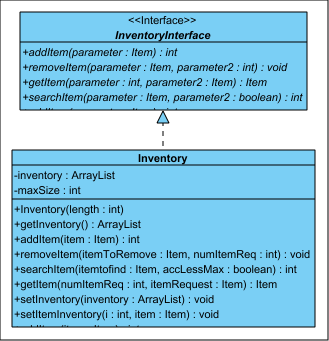 <<Interface>>
InventoryInterface
+addItem(parameter : Item) : int
+removeItem(parameter : Item, parameter2 : int) : void
+getItem(parameter : int, parameter2 : Item) : Item
+searchItem(parameter : Item, parameter2 : boolean) : int
Inventory
-inventory : ArrayList
-maxSize : int
+Inventory(length : int)
+getInventory() : ArrayList
+addItem(item : Item) : int
+removeItem(itemToRemove : Item, numItemReq : int) : void
+searchItem(itemtofind : Item, accLessMax : boolean) : int
+getItem(numItemReq : int, itemRequest : Item) : Item
+setInventory(inventory : ArrayList) : void
+setItemInventory(i : int, item : Item) : void